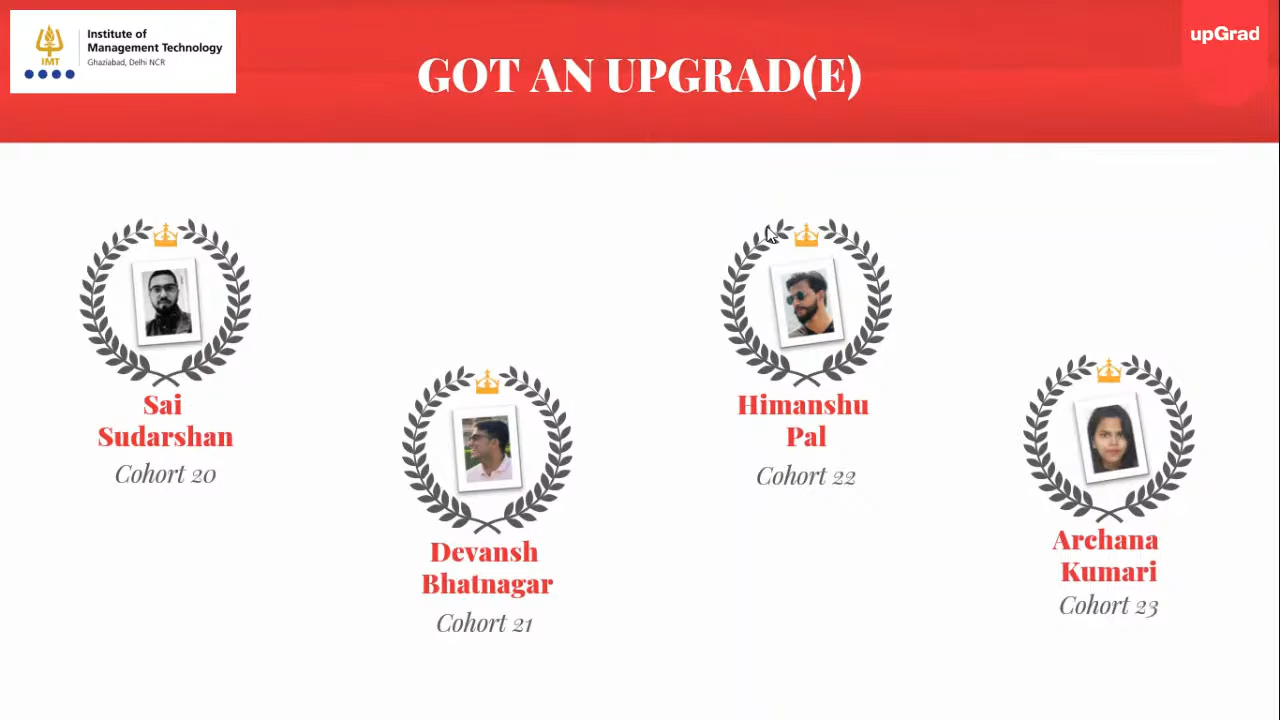 Institute of
Management Technology
Ghaziabad, Delhi NCR
IMT
GOT AN UPGRAD(E)
upGrad
Sai
Sudarshan
Cohort 20
Devansh
Bhatnagar
Cohort 21
Himanshu
Pal
Cohort 22
Archana
Kumari
Cohort 23